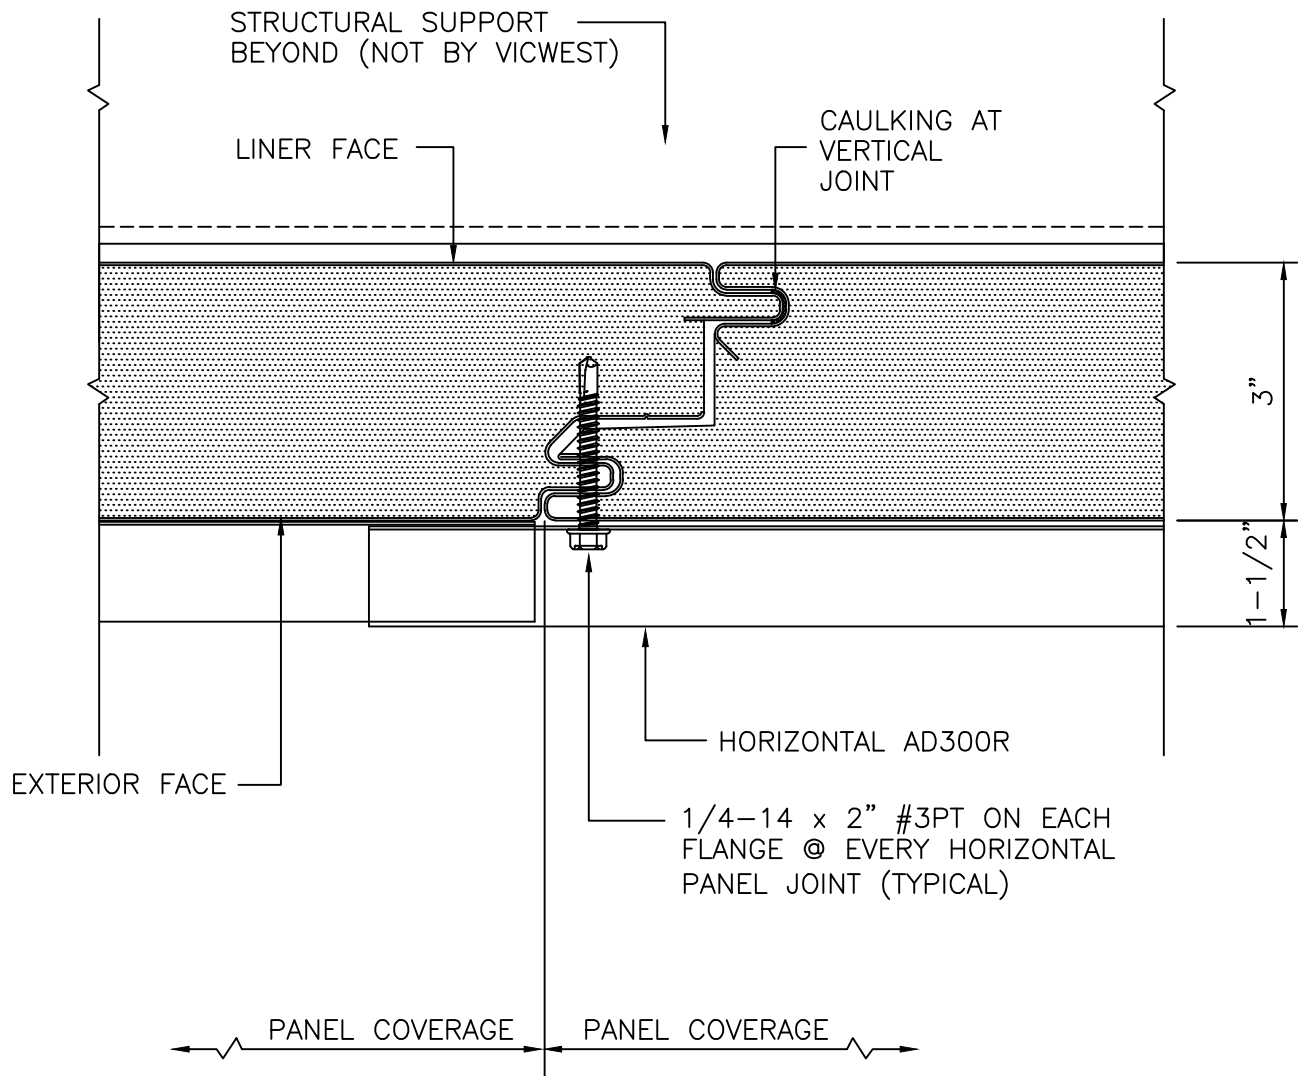 STRUCTURAL SUPPORT
BEYOND (NOT BY VICWEST)
LINER FACE
CAULKING AT
VERTICAL
JOINT
3”
1-1/2”
HORIZONTAL AD300R
EXTERIOR FACE
1/4-14 x 2” #3PT ON EACH
FLANGE @ EVERY HORIZONTAL
PANEL JOINT (TYPICAL)
PANEL COVERAGE
PANEL COVERAGE